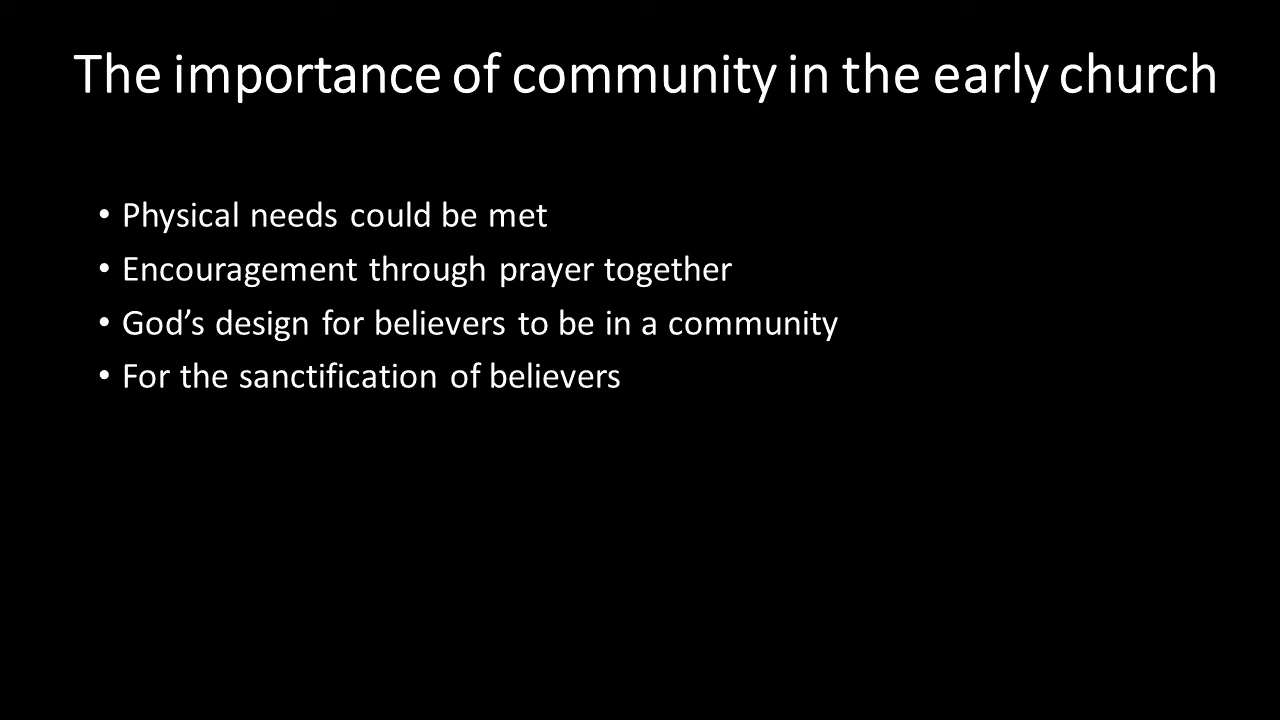 The importance of community in the early church
• Physical needs could be met
• Encouragement through prayer together
• God’s design for believers to be in a community
• For the sanctification of believers